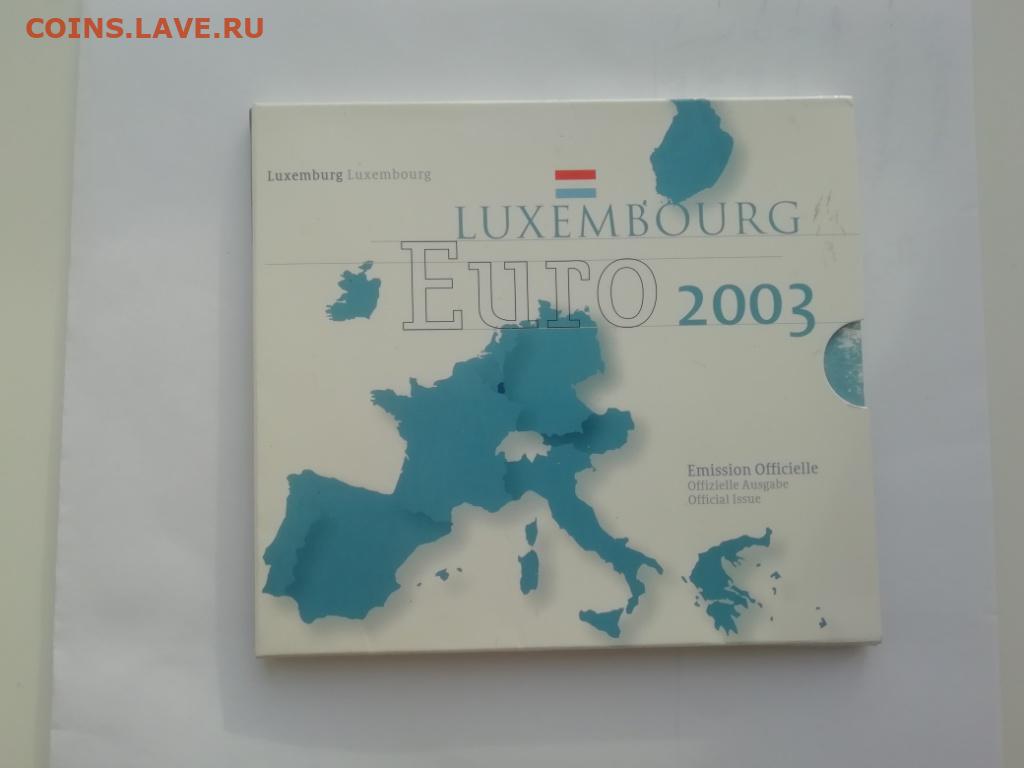 COINS.LAVE.RU
Luxemburg Luxembourg
LUXEMBOURG
Euro 2003
Emission Officielle
Offizielle Ausgabe
Official Issue